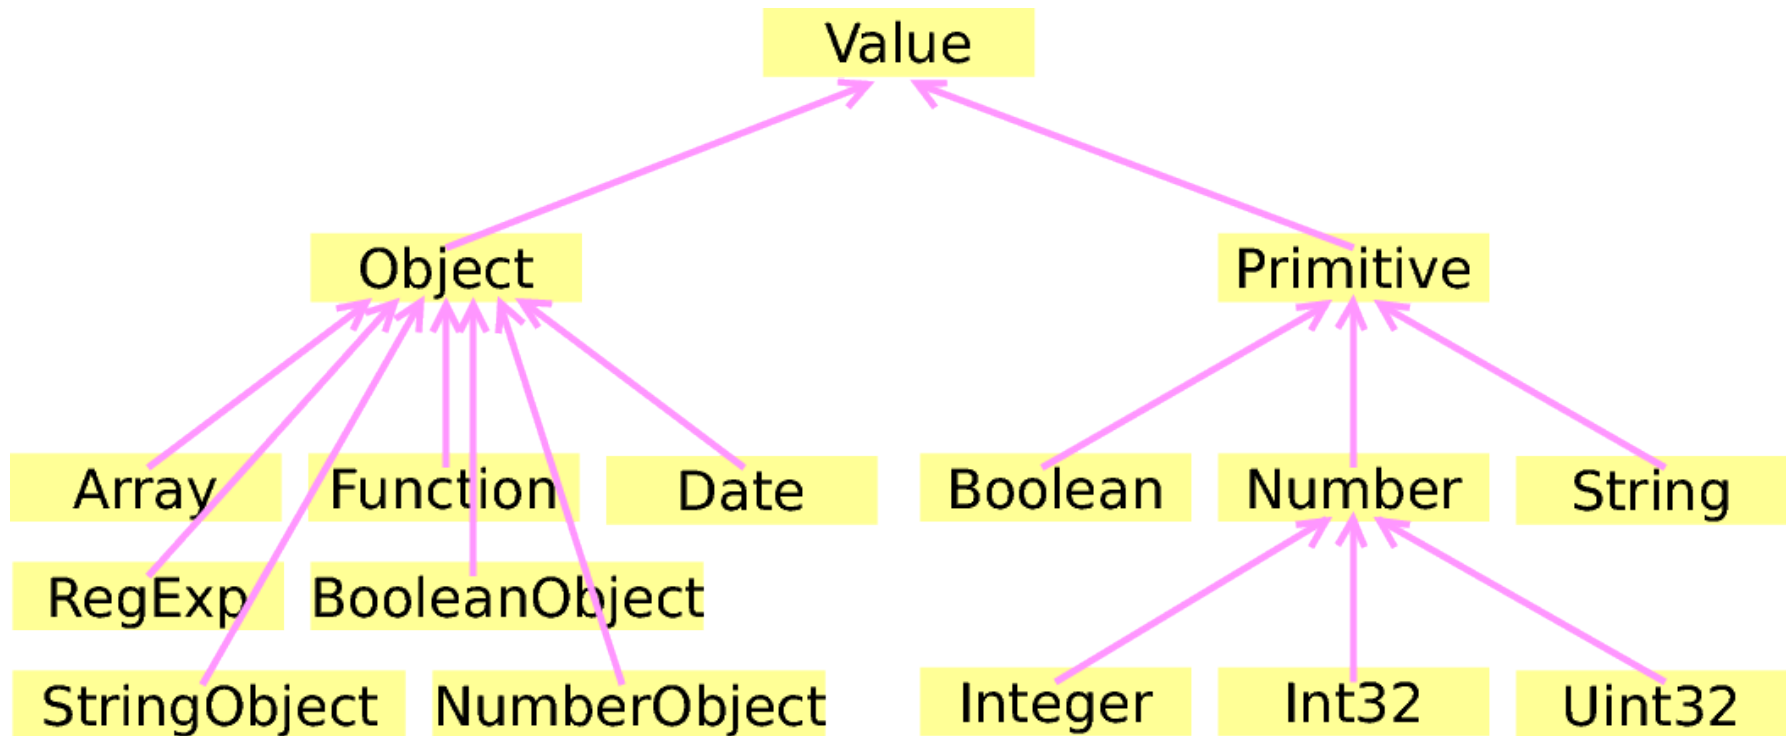 Value
Object
Primitive
Array
Function
Date
Boolean
Number
String
RegExp
BooleanObject
StringObject
NumberObject
Integer
Int32
Uint32